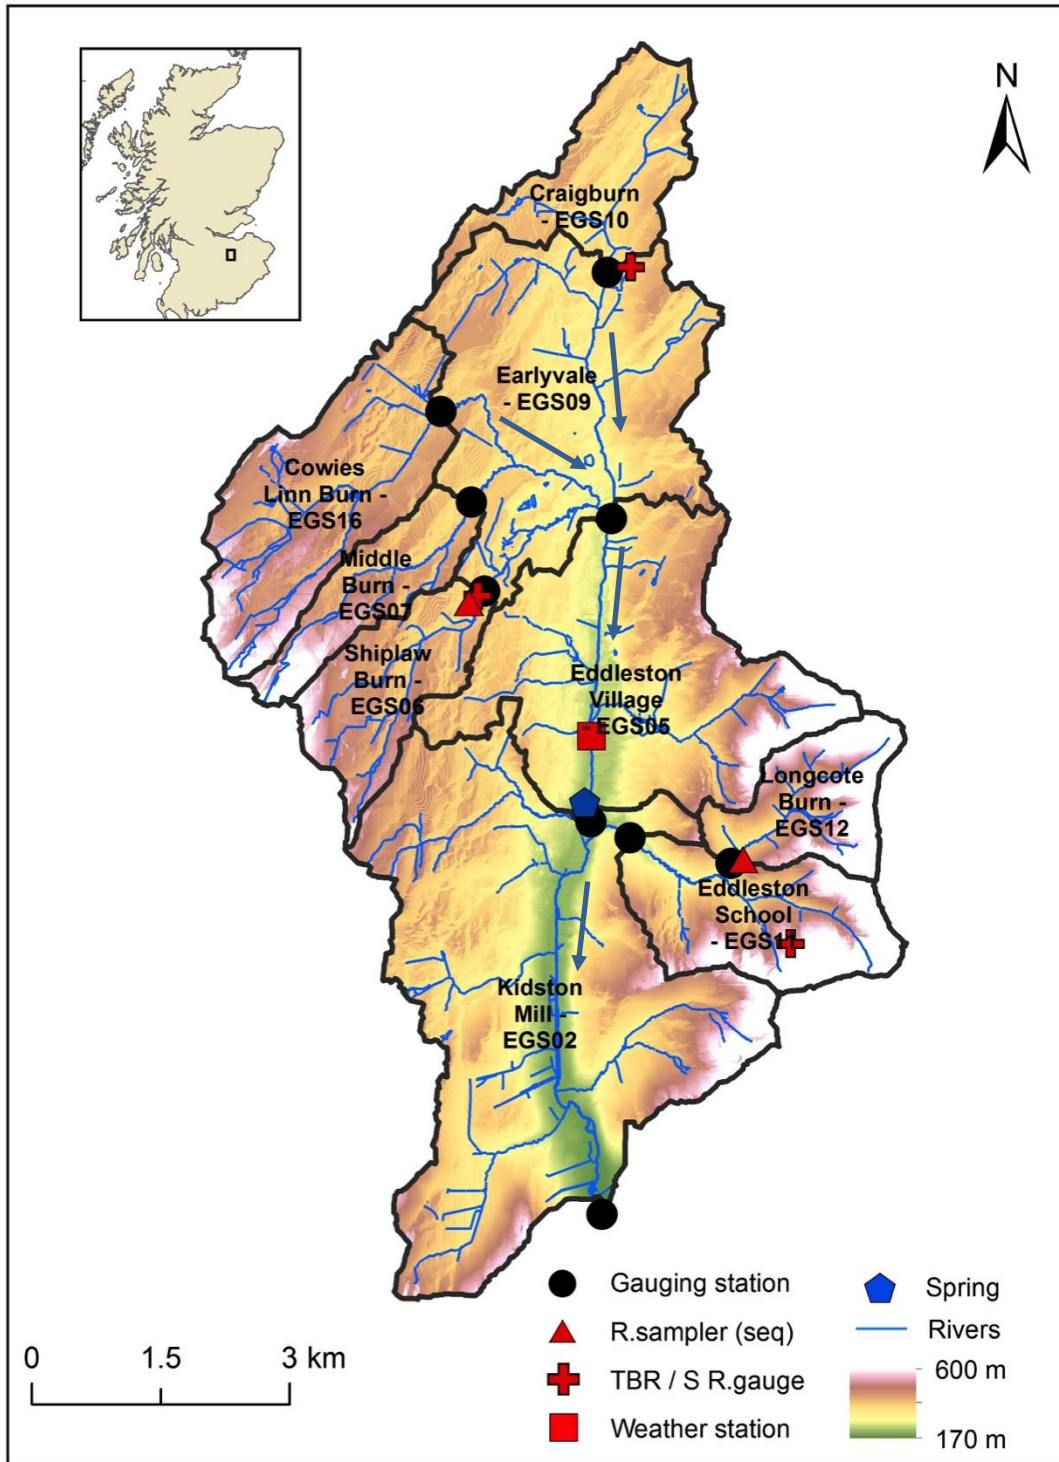 N
Craigburn
- EGS10
Earlyvale
- EGS09
Cowies
Linn Burn -
EGS16
Middle
Burn -
EGS07
Shiplaw
Burn -
EGS06
Eddleston
Village
- EGS05
Longcote
Burn -
EGS12
Eddleston
School
- EGS11
Kidston
Mill -
EGS02
0 1.5 3 km
Gauging station
R.sampler (seq)
TBR / S R.gauge
Weather station
Spring
Rivers
600 m
170 m